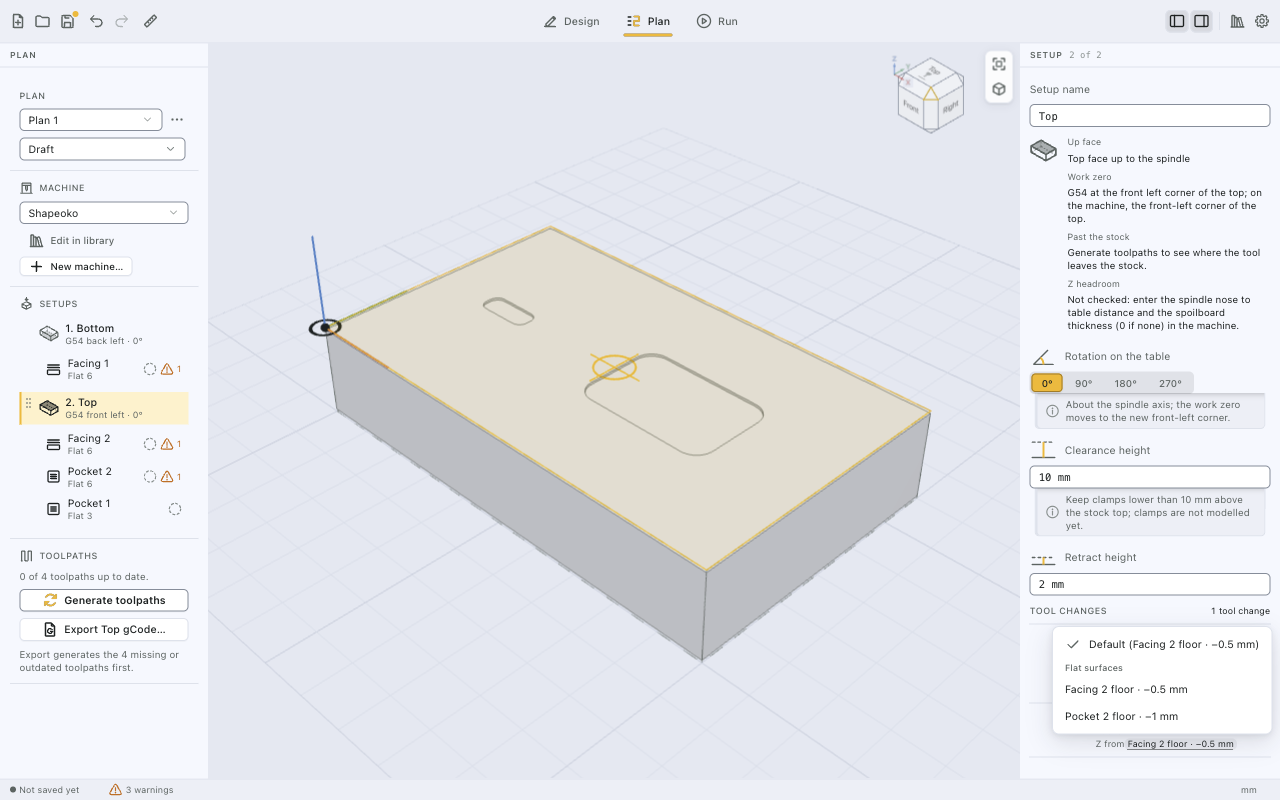 Design
Plan
Run
PLAN
PLAN
Plan 1
Draft
MACHINE
Shapeoko
Edit in library
New machine...
SETUPS
1. Bottom
G54 back left · 0°
Facing 1
Flat 6
1
2. Top
G54 front left · 0°
Facing 2
Flat 6
1
Pocket 2
Flat 6
1
Pocket 1
Flat 3
TOOLPATHS
0 of 4 toolpaths up to date.
Generate toolpaths
Export Top gCode...
Export generates the 4 missing or
outdated toolpaths first.
Z
Front
Right
SETUP 2 of 2
Setup name
Top
Up face
Top face up to the spindle
Work zero
G54 at the front left corner of the top; on
the machine, the front-left corner of the
top.
Past the stock
Generate toolpaths to see where the tool
leaves the stock.
Z headroom
Not checked: enter the spindle nose to
table distance and the spoilboard
thickness (0 if none) in the machine.
Rotation on the table
0° 90° 180° 270°
About the spindle axis; the work zero
moves to the new front-left corner.
Clearance height
10 mm
Keep clamps lower than 10 mm above
the stock top; clamps are not modelled
yet.
Retract height
2 mm
TOOL CHANGES 1 tool change
Default (Facing 2 floor · −0.5 mm)
Flat surfaces
Facing 2 floor · −0.5 mm
Pocket 2 floor · −1 mm
Z from Facing 2 floor · −0.5 mm
Not saved yet
3 warnings
mm